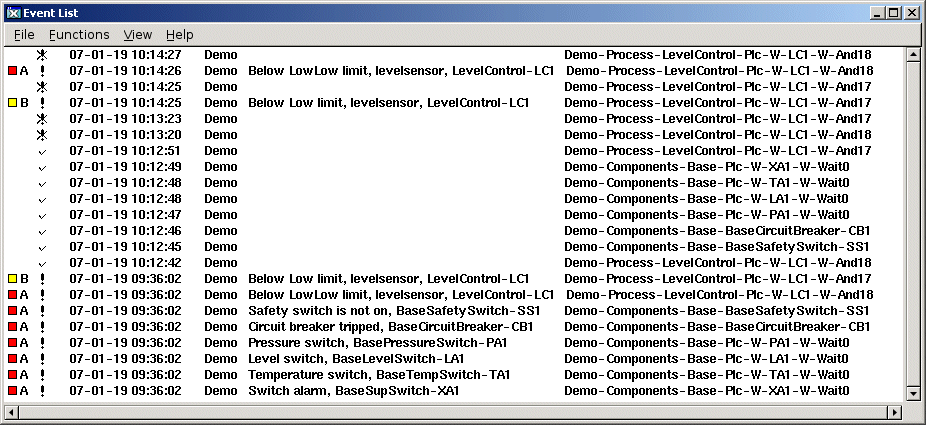 Event List
File Functions View Help
07-01-19 10:14:27 Demo Demo-Process-LevelControl-Plc-W-LC1-W-And18
A ! 07-01-19 10:14:26 Demo Below LowLow limit, levelsensor, LevelControl-LC1 Demo-Process-LevelControl-Plc-W-LC1-W-And18
07-01-19 10:14:25 Demo Demo-Process-LevelControl-Plc-W-LC1-W-And17
B ! 07-01-19 10:14:25 Demo Below Low limit, levelsensor, LevelControl-LC1 Demo-Process-LevelControl-Plc-W-LC1-W-And17
07-01-19 10:13:23 Demo Demo-Process-LevelControl-Plc-W-LC1-W-And17
07-01-19 10:13:20 Demo Demo-Process-LevelControl-Plc-W-LC1-W-And18
07-01-19 10:12:51 Demo Demo-Process-LevelControl-Plc-W-LC1-W-And17
07-01-19 10:12:49 Demo Demo-Components-Base-Plc-W-XA1-W-Wait0
07-01-19 10:12:48 Demo Demo-Components-Base-Plc-W-TA1-W-Wait0
07-01-19 10:12:48 Demo Demo-Components-Base-Plc-W-LA1-W-Wait0
07-01-19 10:12:47 Demo Demo-Components-Base-Plc-W-PA1-W-Wait0
07-01-19 10:12:46 Demo Demo-Components-Base-BaseCircuitBreaker-CB1
07-01-19 10:12:45 Demo Demo-Components-Base-BaseSafetySwitch-SS1
07-01-19 10:12:42 Demo Demo-Process-LevelControl-Plc-W-LC1-W-And18
B ! 07-01-19 09:36:02 Demo Below Low limit, levelsensor, LevelControl-LC1 Demo-Process-LevelControl-Plc-W-LC1-W-And17
A ! 07-01-19 09:36:02 Demo Below LowLow limit, levelsensor, LevelControl-LC1 Demo-Process-LevelControl-Plc-W-LC1-W-And18
A ! 07-01-19 09:36:02 Demo Safety switch is not on, BaseSafetySwitch-SS1 Demo-Components-Base-BaseSafetySwitch-SS1
A ! 07-01-19 09:36:02 Demo Circuit breaker tripped, BaseCircuitBreaker-CB1 Demo-Components-Base-BaseCircuitBreaker-CB1
A ! 07-01-19 09:36:02 Demo Pressure switch, BasePressureSwitch-PA1 Demo-Components-Base-Plc-W-PA1-W-Wait0
A ! 07-01-19 09:36:02 Demo Level switch, BaseLevelSwitch-LA1 Demo-Components-Base-Plc-W-LA1-W-Wait0
A ! 07-01-19 09:36:02 Demo Temperature switch, BaseTempSwitch-TA1 Demo-Components-Base-Plc-W-TA1-W-Wait0
A ! 07-01-19 09:36:02 Demo Switch alarm, BaseSupSwitch-XA1 Demo-Components-Base-Plc-W-XA1-W-Wait0